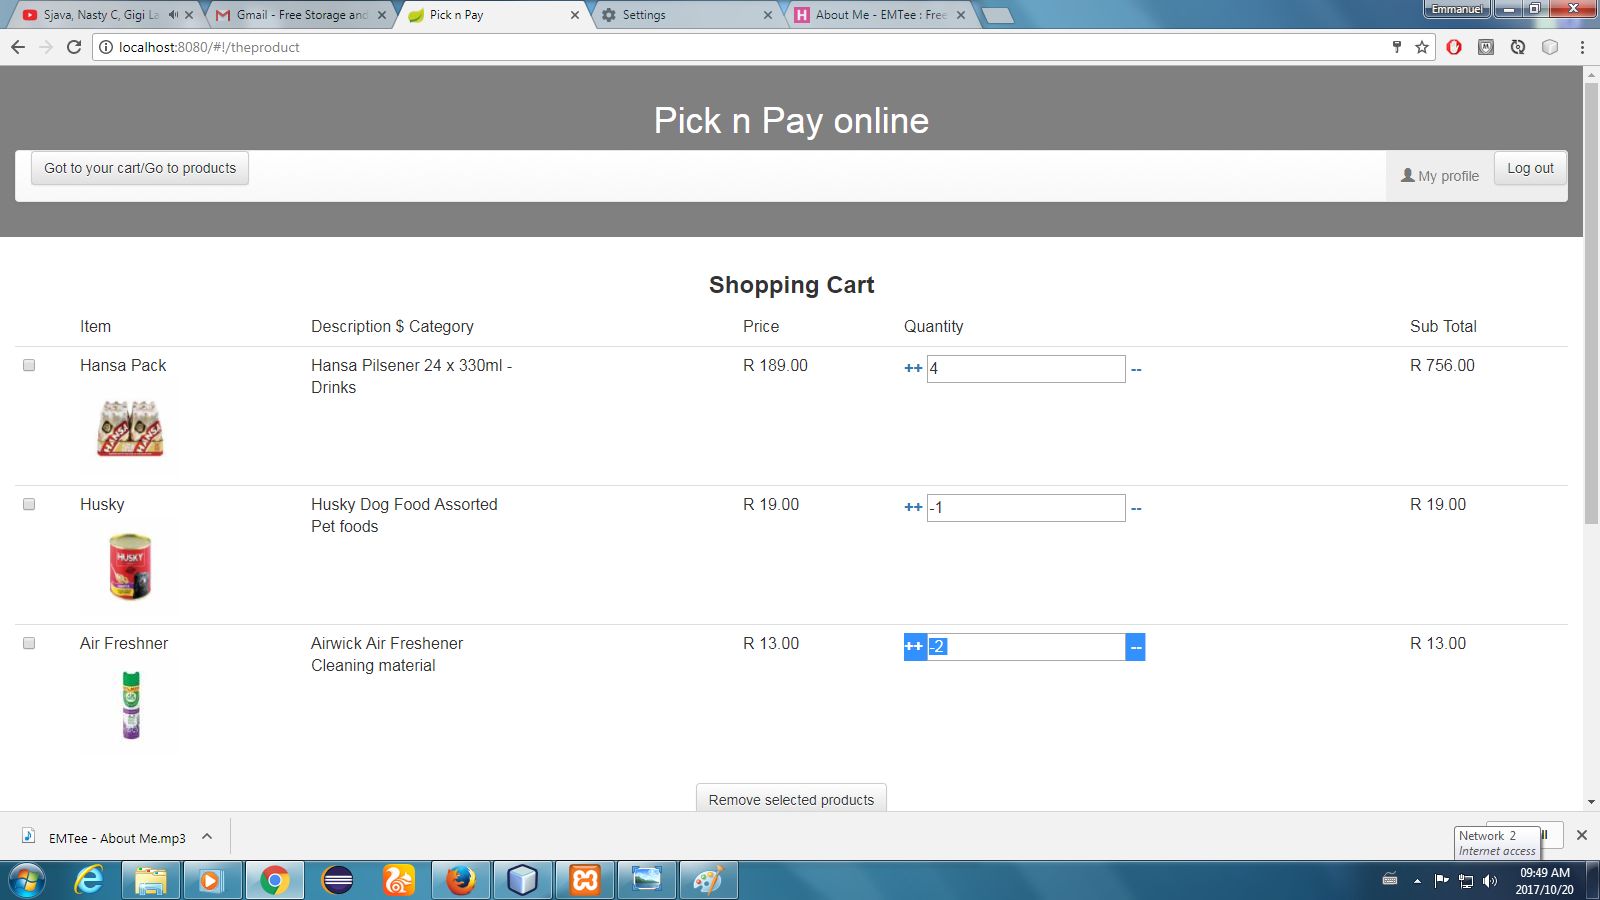 Sjava, Nasty C, Gigi La
Gmail - Free Storage and
Pick n Pay
Settings
About Me - EMTee : Free
Emmanuel
localhost:8080/#!/theproduct
Pick n Pay online
Got to your cart/Go to products
My profile
Log out
Shopping Cart
Item Description $ Category Price Quantity Sub Total
Hansa Pack Hansa Pilsener 24 x 330ml - R 189.00 ++ 4 -- R 756.00
Drinks
HANSA HANSA
Husky Husky Dog Food Assorted R 19.00 ++ -1 -- R 19.00
Pet foods
HUSKY
Air Freshner Airwick Air Freshener R 13.00 ++ -2 -- R 13.00
Cleaning material
Remove selected products
EMTee - About Me.mp3
Network 2
Internet access
09:49 AM
2017/10/20